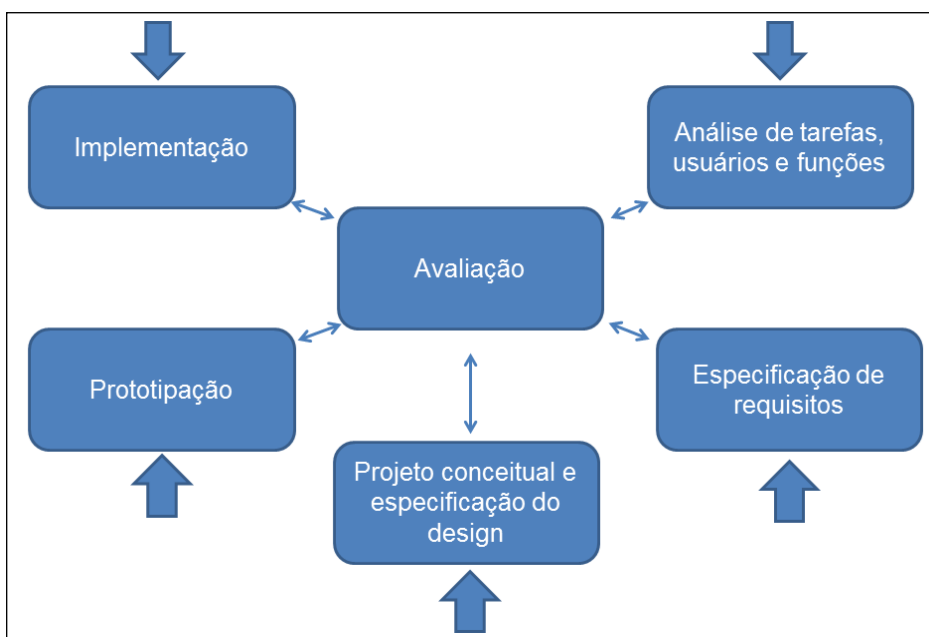 Implementação
Análise de tarefas,
usuários e funções
Avaliação
Prototipação
Especificação de
requisitos
Projeto conceitual e
especificação do
design